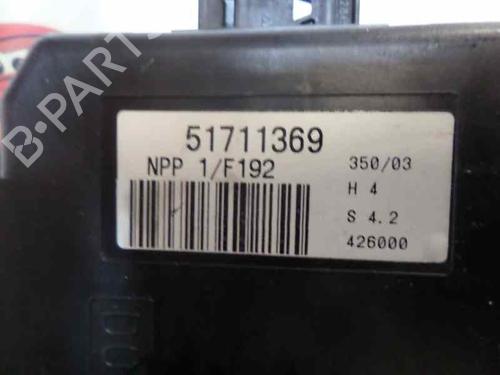 B-PARTS
51711369
NPP 1/F192
350/03
H 4
S 4.2
426000